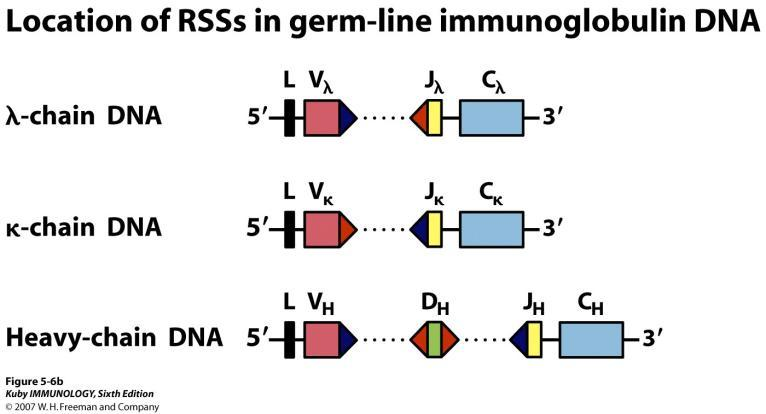 Location of RSSs in germ-line immunoglobulin DNA
L Vλ Jλ Cλ
λ-chain DNA 5′ 3′
L Vκ Jκ Cκ
κ-chain DNA 5′ 3′
L VH DH JH CH
Heavy-chain DNA 5′ 3′
Figure 5-6b
Kuby IMMUNOLOGY, Sixth Edition
© 2007 W. H. Freeman and Company